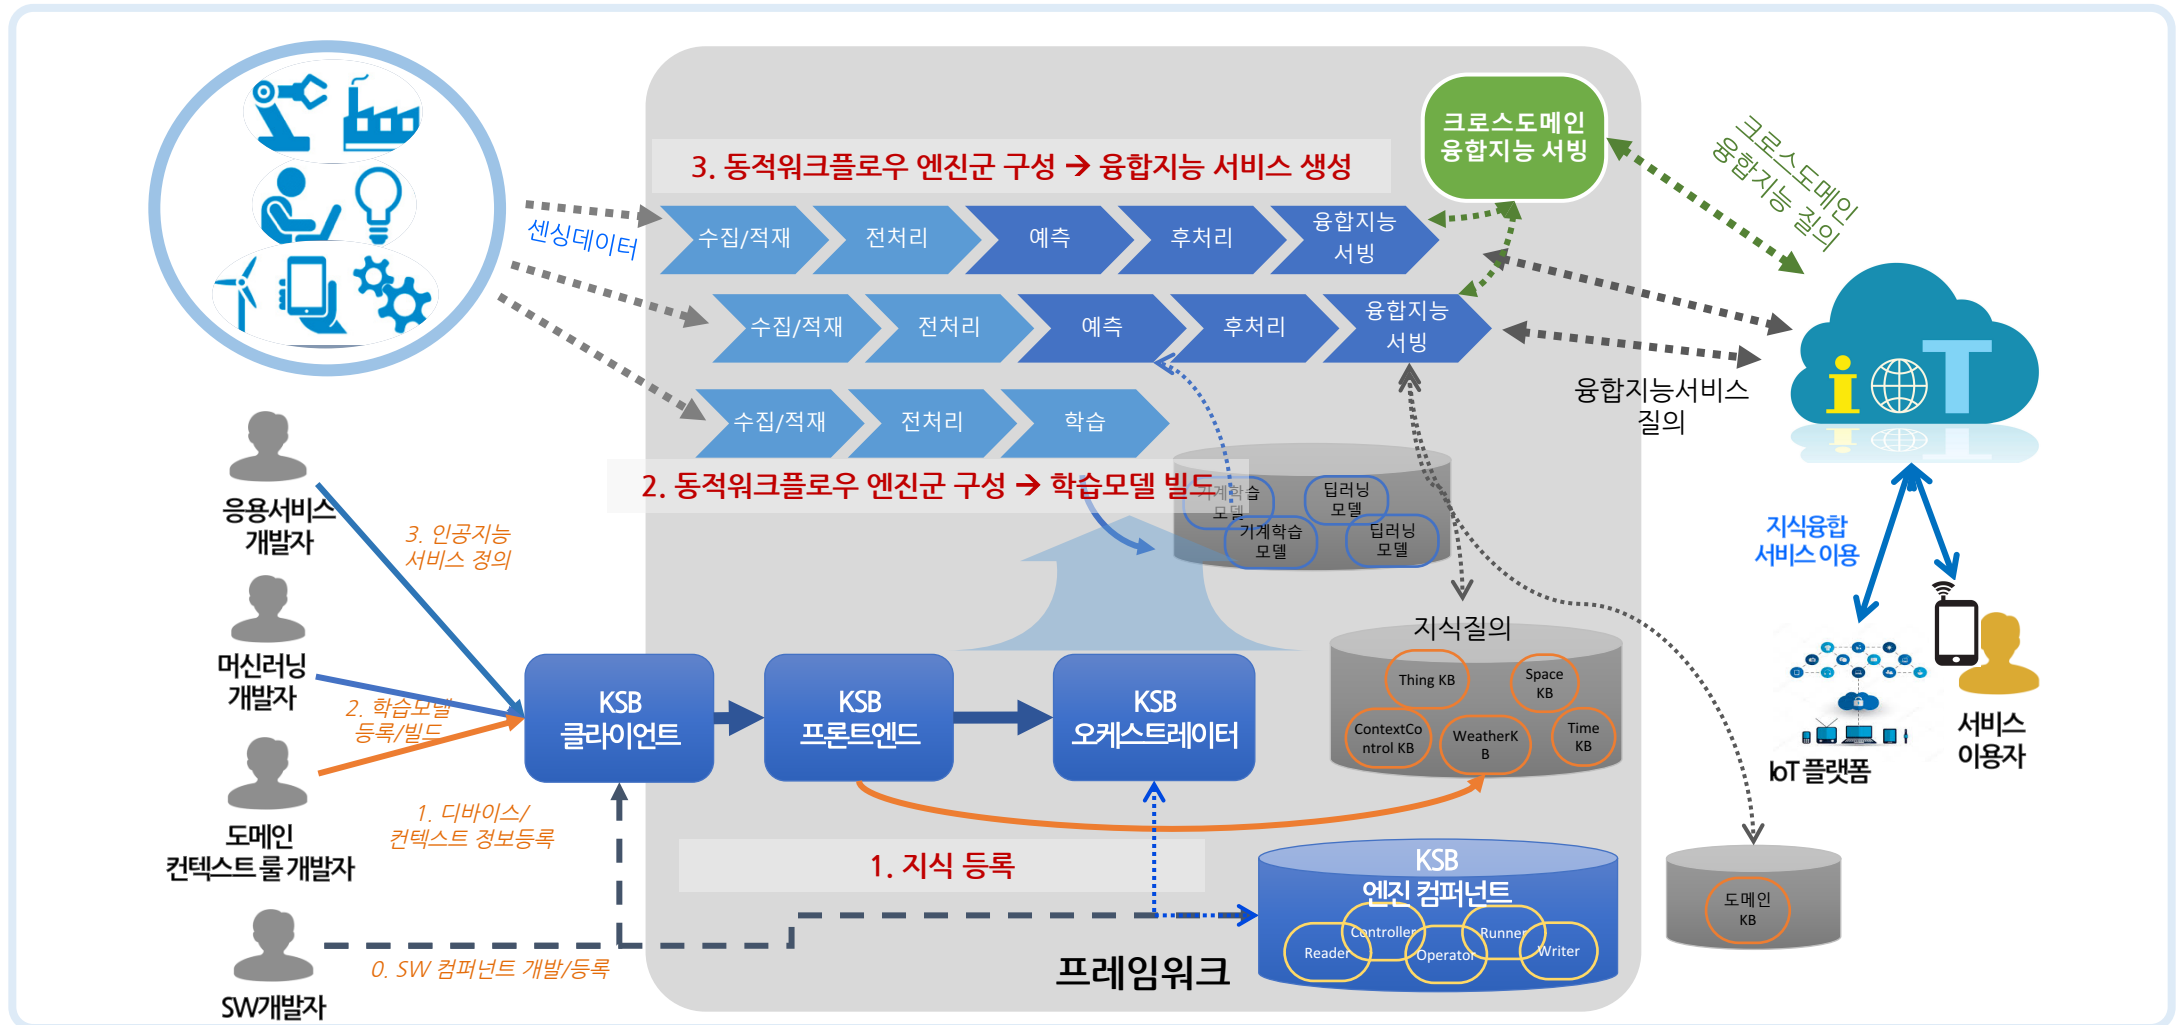 크로스도메인
융합지능 서빙
크로스도메인
융합지능 질의
3. 동적워크플로우 엔진군 구성 → 융합지능 서비스 생성
센싱데이터
수집/적재
전처리
예측
후처리
융합지능
서빙
수집/적재
전처리
예측
후처리
융합지능
서빙
수집/적재
전처리
학습
융합지능서비스
질의
iOT
2. 동적워크플로우 엔진군 구성 → 학습모델 빌드
기계학습
모델
딥러닝
모델
기계학습
모델
딥러닝
모델
응용서비스
개발자
3. 인공지능
서비스 정의
머신러닝
개발자
2. 학습모델
등록/빌드
도메인
컨텍스트 룰 개발자
1. 디바이스/
컨텍스트 정보등록
SW개발자
0. SW 컴퍼넌트 개발/등록
KSB
클라이언트
KSB
프론트엔드
KSB
오케스트레이터
지식질의
Thing KB
Space
KB
ContextCo
ntrol KB
WeatherK
B
Time
KB
지식융합
서비스 이용
IoT 플랫폼
서비스
이용자
1. 지식 등록
KSB
엔진 컴퍼넌트
Reader
Controller
Operator
Runner
Writer
프레임워크
도메인
KB